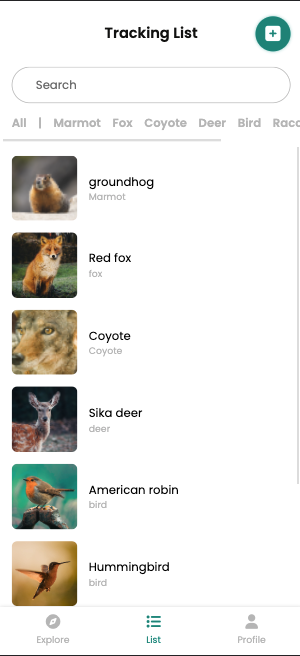 Tracking List
Search
All | Marmot Fox Coyote Deer Bird
groundhog
Marmot
Red fox
fox
Coyote
Coyote
Sika deer
deer
American robin
bird
Hummingbird
bird
Explore List Profile